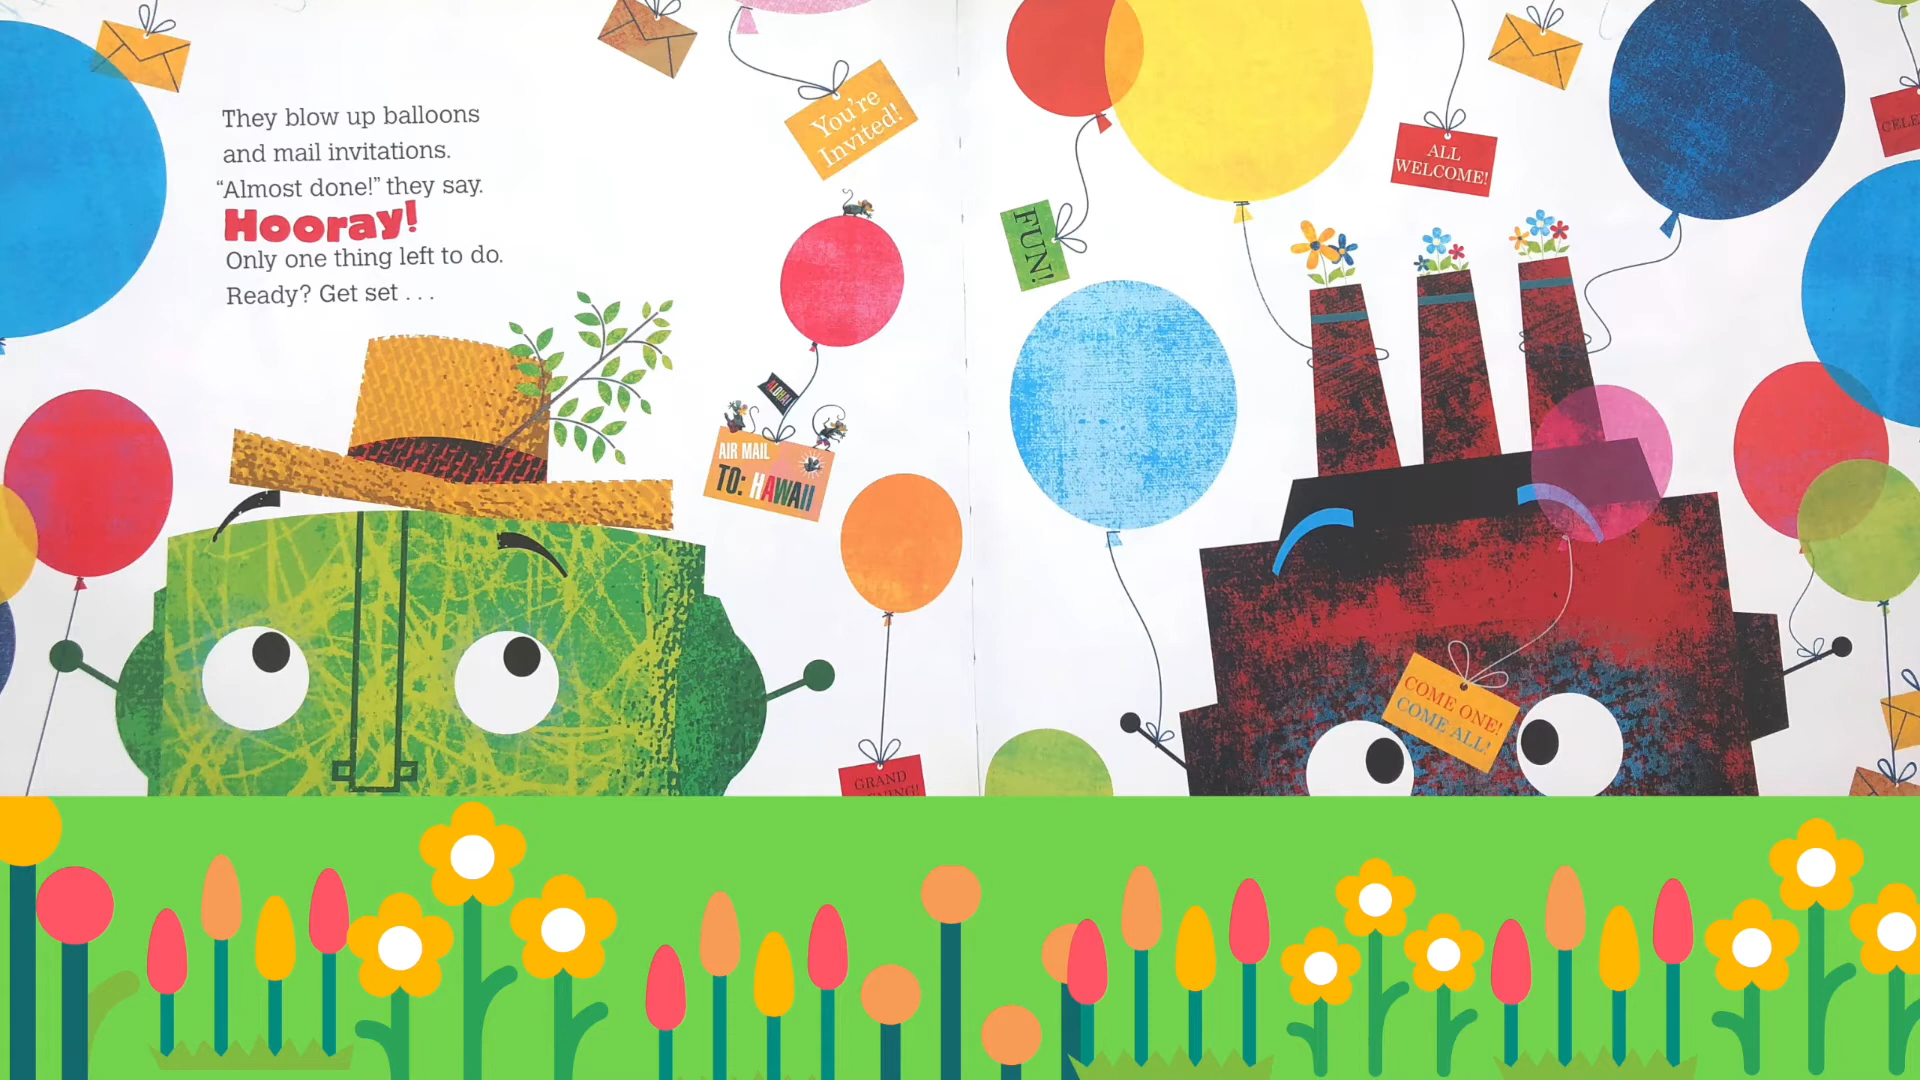 They blow up balloons
and mail invitations.
“Almost done!” they say.
Hooray!
Only one thing left to do.
Ready? Get set . . .
You're
Invited!
ALOHA!
AIR MAIL
TO: HAWAII
GRAND
FUN!
ALL
WELCOME!
COME ONE!
COME ALL!